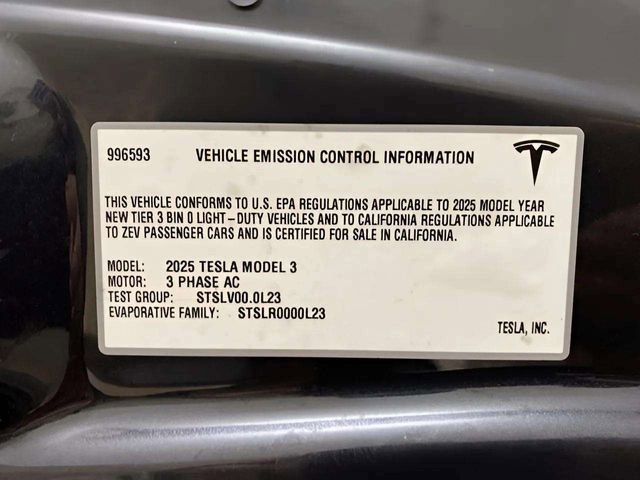 996593 VEHICLE EMISSION CONTROL INFORMATION
THIS VEHICLE CONFORMS TO U.S. EPA REGULATIONS APPLICABLE TO 2025 MODEL YEAR
NEW TIER 3 BIN 0 LIGHT-DUTY VEHICLES AND TO CALIFORNIA REGULATIONS APPLICABLE
TO ZEV PASSENGER CARS AND IS CERTIFIED FOR SALE IN CALIFORNIA.
MODEL: 2025 TESLA MODEL 3
MOTOR: 3 PHASE AC
TEST GROUP: STSLV00.0L23
EVAPORATIVE FAMILY: STSLR0000L23
TESLA, INC.